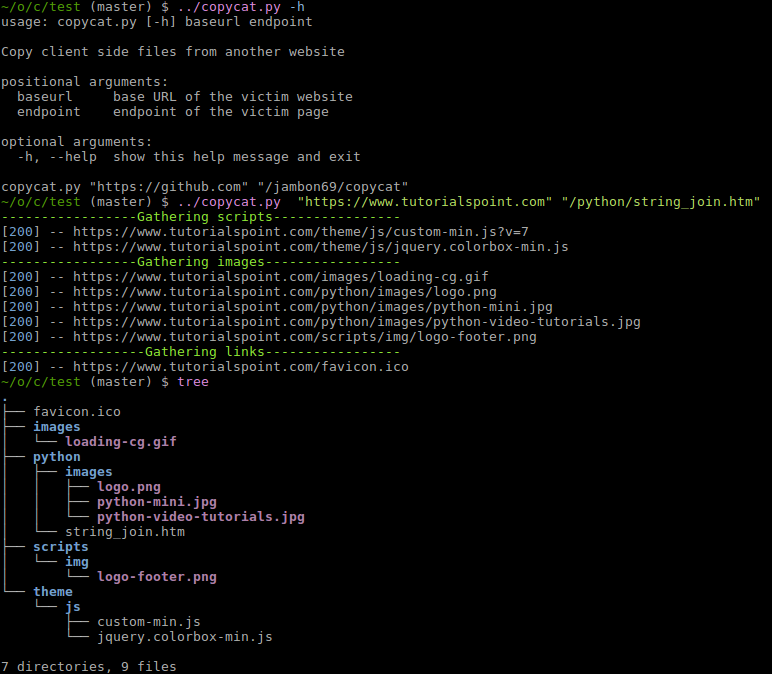 ~/o/c/test (master) $ ../copycat.py -h
usage: copycat.py [-h] baseurl endpoint

Copy client side files from another website

positional arguments:
  baseurl     base URL of the victim website
  endpoint    endpoint of the victim page

optional arguments:
  -h, --help  show this help message and exit

copycat.py "https://github.com" "/jambon69/copycat"
~/o/c/test (master) $ ../copycat.py  "https://www.tutorialspoint.com" "/python/string_join.htm"
-----------------Gathering scripts----------------
[200] -- https://www.tutorialspoint.com/theme/js/custom-min.js?v=7
[200] -- https://www.tutorialspoint.com/theme/js/jquery.colorbox-min.js
-----------------Gathering images-----------------
[200] -- https://www.tutorialspoint.com/images/loading-cg.gif
[200] -- https://www.tutorialspoint.com/python/images/logo.png
[200] -- https://www.tutorialspoint.com/python/images/python-mini.jpg
[200] -- https://www.tutorialspoint.com/python/images/python-video-tutorials.jpg
[200] -- https://www.tutorialspoint.com/scripts/img/logo-footer.png
------------------Gathering links-----------------
[200] -- https://www.tutorialspoint.com/favicon.ico
~/o/c/test (master) $ tree
.
├── favicon.ico
├── images
│   └── loading-cg.gif
├── python
│   ├── images
│   │   ├── logo.png
│   │   ├── python-mini.jpg
│   │   └── python-video-tutorials.jpg
│   └── string_join.htm
├── scripts
│   └── img
│       └── logo-footer.png
└── theme
    └── js
        ├── custom-min.js
        └── jquery.colorbox-min.js

7 directories, 9 files